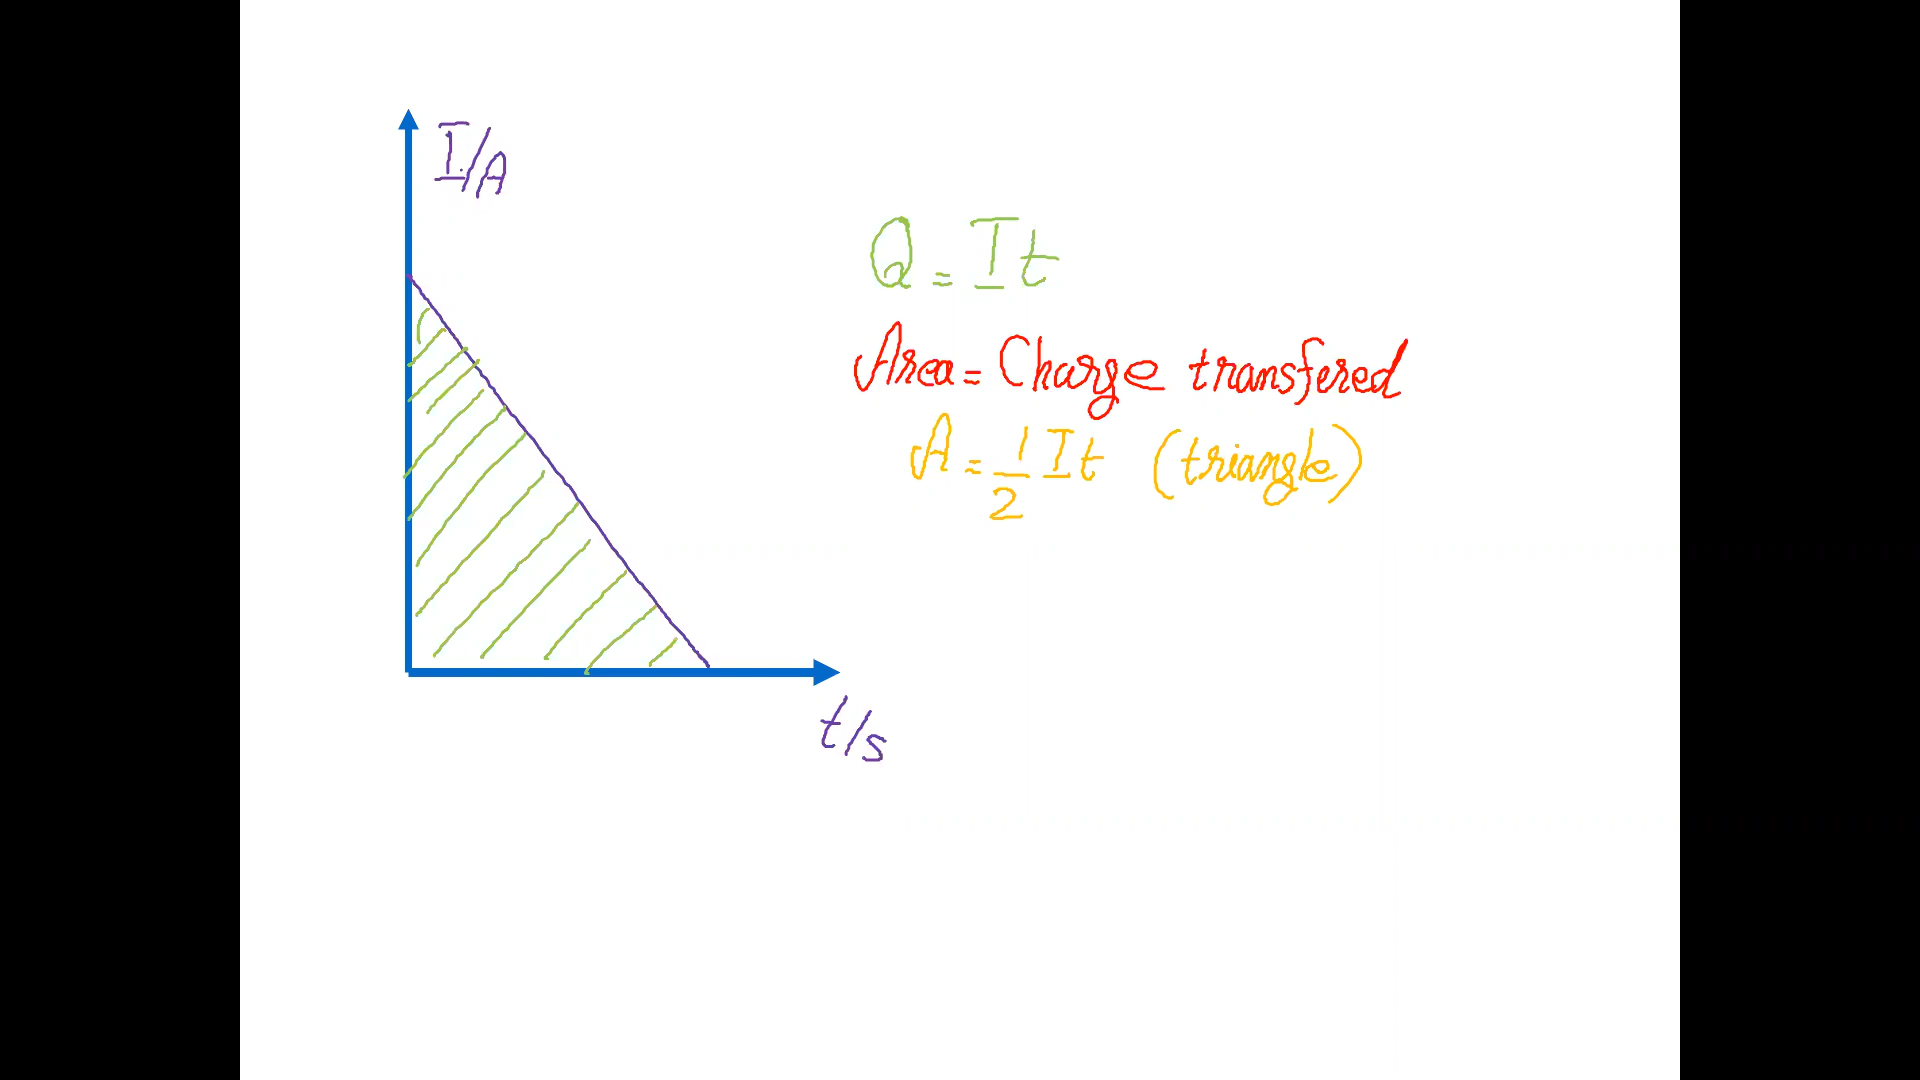 I/A
Q = It
Area = Charge transfered
A = 1/2 It (triangle)
t/s